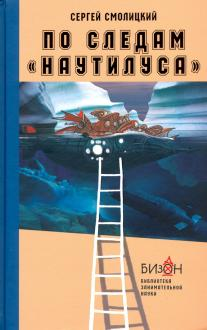 СЕРГЕЙ СМОЛИЦКИЙ
ПО СЛЕДАМ
«НАУТИЛУСА»
БИЗОН
БИБЛИОТЕКА
ЗАНИМАТЕЛЬНОЙ
НАУКИ